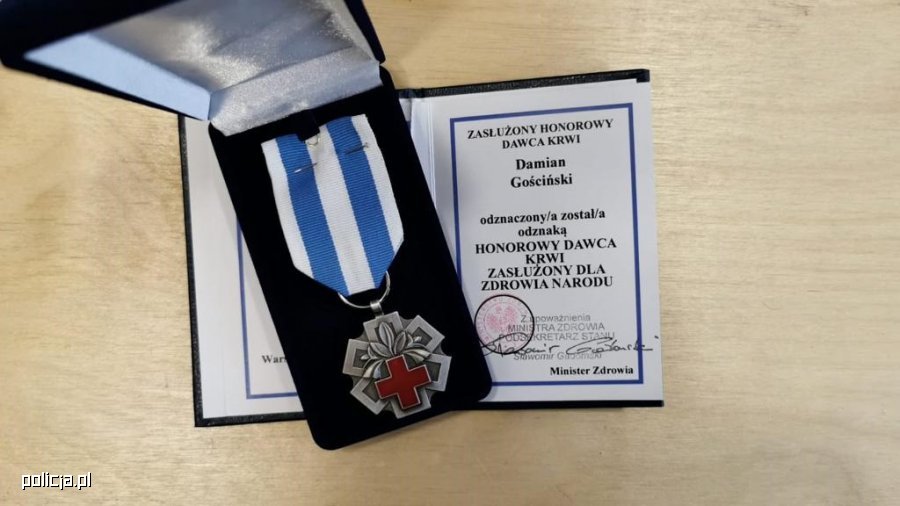 ZASŁUŻONY HONOROWY
DAWCA KRWI
Damian
Gościński
odznaczony/a został/a
odznaką
HONOROWY DAWCA
KRWI
ZASŁUŻONY DLA
ZDROWIA NARODU
Z upoważnienia
MINISTRA ZDROWIA
PODSEKRETARZ STANU
Sławomir Gadomski
Minister Zdrowia
policja.pl